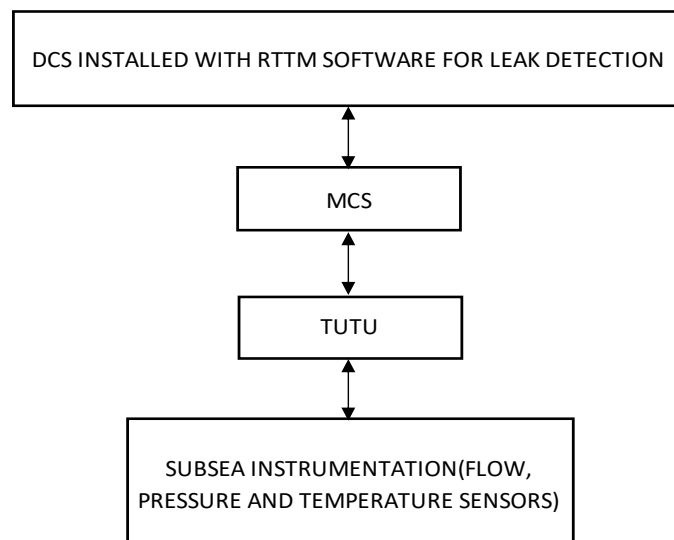 DCS INSTALLED WITH RTTM SOFTWARE FOR LEAK DETECTION
MCS
TUTU
SUBSEA INSTRUMENTATION(FLOW,
PRESSURE AND TEMPERATURE SENSORS)